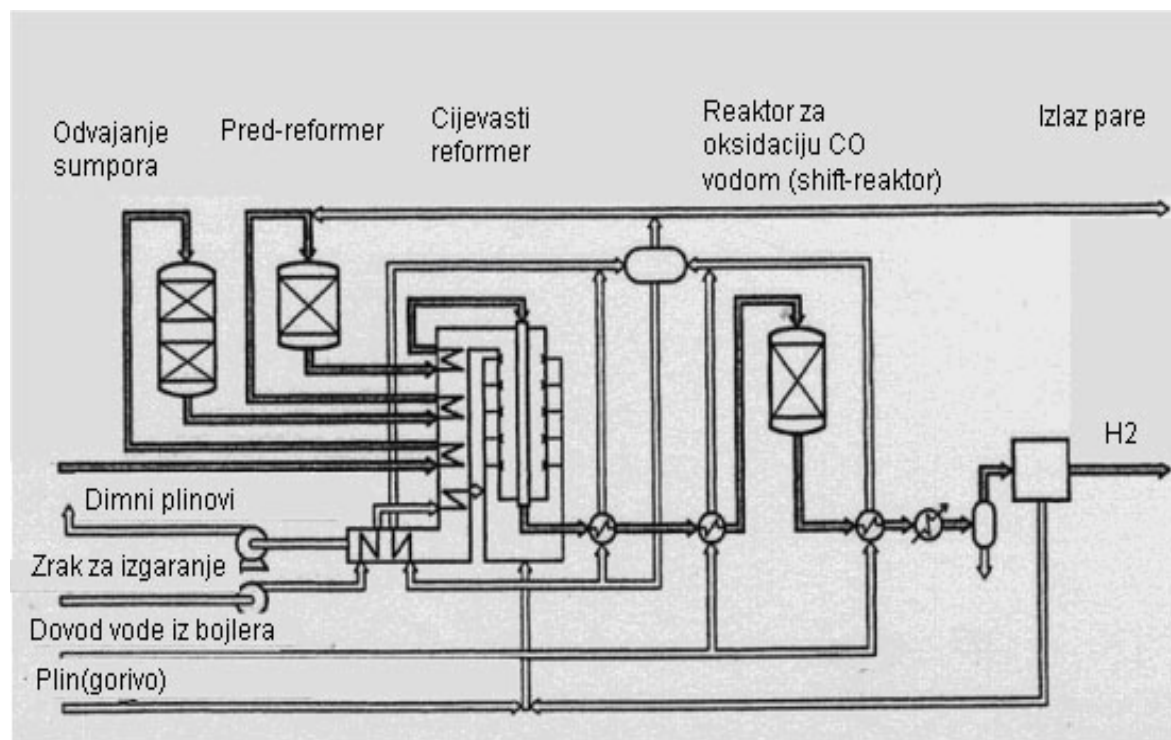 Odvajanje
sumpora
Pred-reformer
Cijevasti
reformer
Reaktor za
oksidaciju CO
vodom (shift-reaktor)
Izlaz pare
H2
Dimni plinovi
Zrak za izgaranje
Dovod vode iz bojlera
Plin(gorivo)